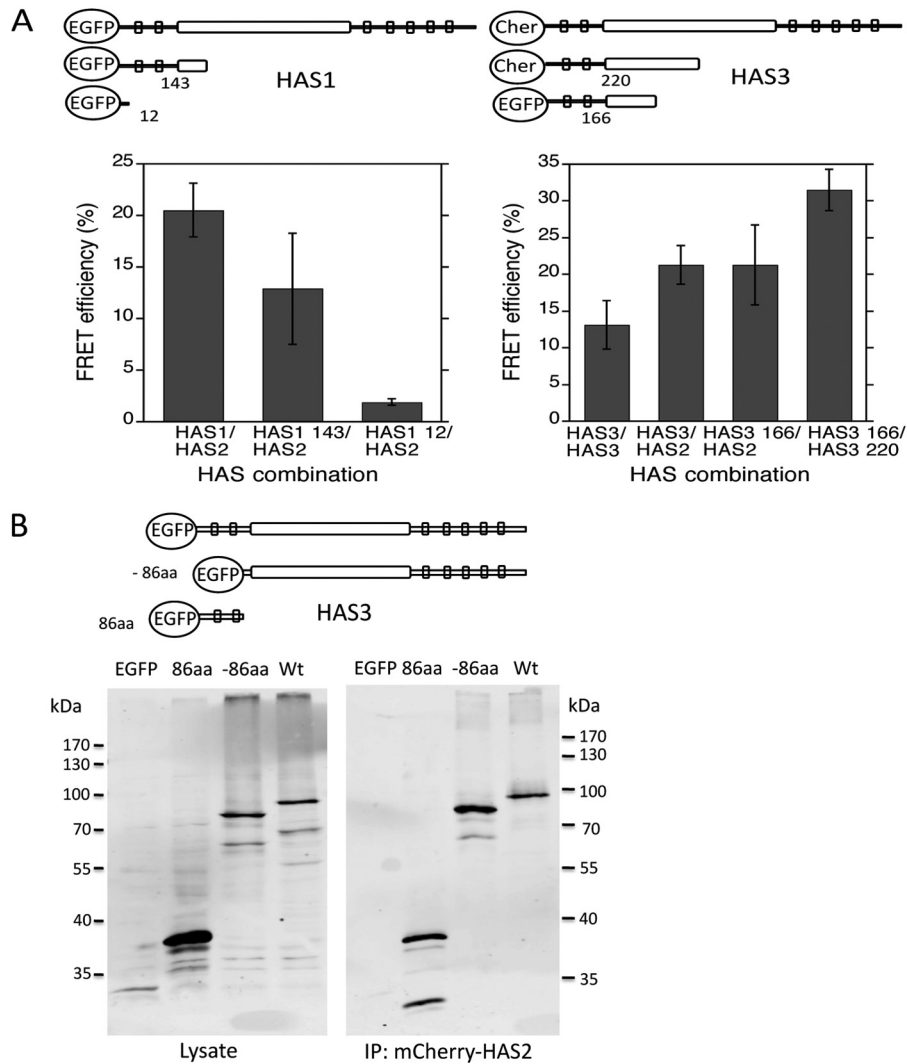 A
EGFP
EGFP
143
HAS1
EGFP
12
Cher
Cher
220
HAS3
EGFP
166
25
20
15
10
5
0
FRET efficiency (%)
HAS1/ HAS1 143/ HAS1 12/
HAS2 HAS2 HAS2
HAS combination
35
30
25
20
15
10
5
0
FRET efficiency (%)
HAS3/ HAS3/ HAS3 166/ HAS3 166/
HAS3 HAS2 HAS2 HAS3 220
HAS combination
B
EGFP
- 86aa EGFP
86aa EGFP
HAS3
EGFP 86aa -86aa Wt
kDa
170
130
100
70
55
40
35
Lysate
EGFP 86aa -86aa Wt
kDa
170
130
100
70
55
40
35
IP: mCherry-HAS2